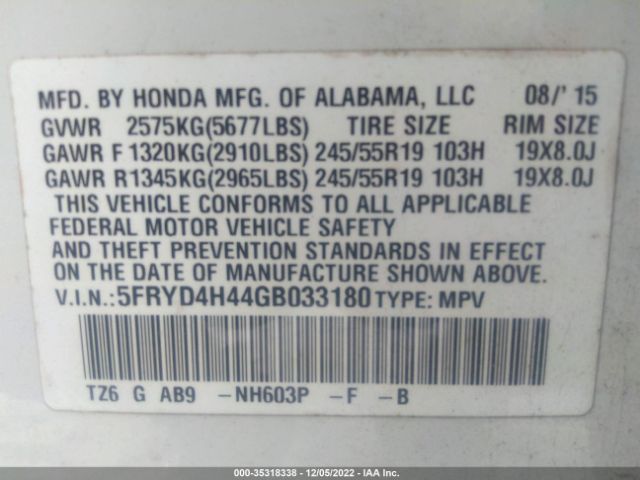 MFD. BY HONDA MFG. OF ALABAMA, LLC 08/' 15
GVWR 2575KG(5677LBS) TIRE SIZE RIM SIZE
GAWR F 1320KG(2910LBS) 245/55R19 103H 19X8.0J
GAWR R1345KG(2965LBS) 245/55R19 103H 19X8.0J
THIS VEHICLE CONFORMS TO ALL APPLICABLE
FEDERAL MOTOR VEHICLE SAFETY
AND THEFT PREVENTION STANDARDS IN EFFECT
ON THE DATE OF MANUFACTURE SHOWN ABOVE.
V.I.N.: 5FRYD4H44GB033180 TYPE: MPV
TZ6 G AB9 -NH603P -F -B
000-35318338 - 12/05/2022 - IAA Inc.